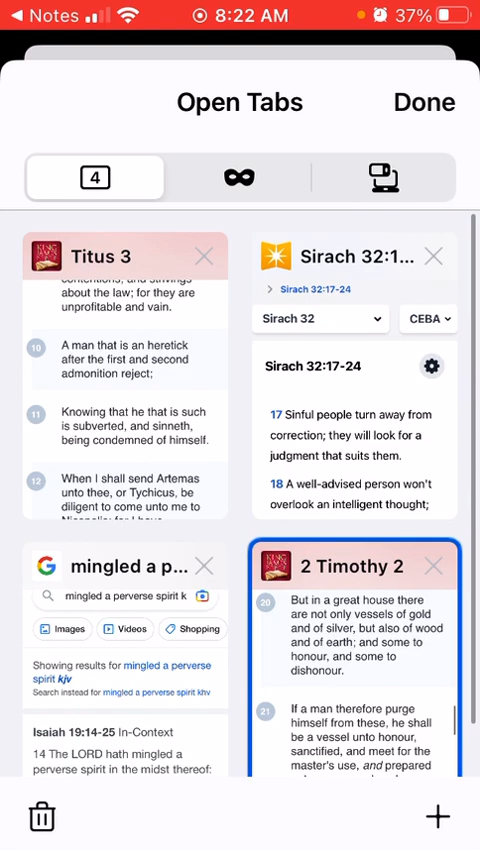 Notes 8:22 AM 37%
Open Tabs Done
4
Titus 3
contentions, and strivings
about the law; for they are
unprofitable and vain.
10 A man that is an heretick
after the first and second
admonition reject;
11 Knowing that he that is such
is subverted, and sinneth,
being condemned of himself.
12 When I shall send Artemas
unto thee, or Tychicus, be
diligent to come unto me to
Sirach 32:1...
Sirach 32:17-24
Sirach 32 CEBA
Sirach 32:17-24
17 Sinful people turn away from
correction; they will look for a
judgment that suits them.
18 A well-advised person won't
overlook an intelligent thought;
mingled a p...
mingled a perverse spirit k
Images Videos Shopping
Showing results for mingled a perverse
spirit kjv
Search instead for mingled a perverse spirit khv
Isaiah 19:14-25 In-Context
14 The LORD hath mingled a
perverse spirit in the midst thereof:
2 Timothy 2
20 But in a great house there
are not only vessels of gold
and of silver, but also of wood
and of earth; and some to
honour, and some to
dishonour.
21 If a man therefore purge
himself from these, he shall
be a vessel unto honour,
sanctified, and meet for the
master's use, and prepared